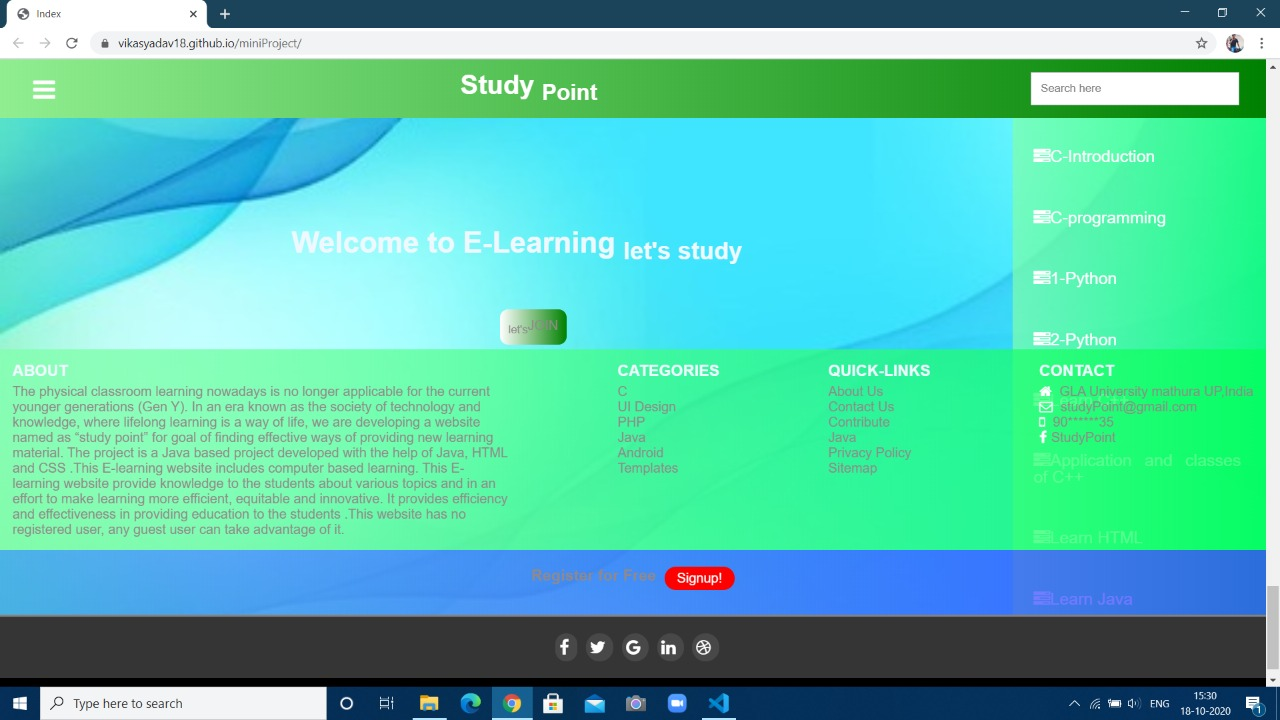 Index
vikasyadav18.github.io/miniProject/
Study Point
Search here
C-Introduction
C-programming
1-Python
2-Python
Welcome to E-Learning let's study
let'sJOIN
ABOUT
The physical classroom learning nowadays is no longer applicable for the current
younger generations (Gen Y). In an era known as the society of technology and
knowledge, where lifelong learning is a way of life, we are developing a website
named as “study point” for goal of finding effective ways of providing new learning
material. The project is a Java based project developed with the help of Java, HTML
and CSS .This E-learning website includes computer based learning. This E-
learning website provide knowledge to the students about various topics and in an
effort to make learning more efficient, equitable and innovative. It provides efficiency
and effectiveness in providing education to the students .This website has no
registered user, any guest user can take advantage of it.
CATEGORIES
C
UI Design
PHP
Java
Android
Templates
QUICK-LINKS
About Us
Contact Us
Contribute
Java
Privacy Policy
Sitemap
CONTACT
GLA University mathura UP,India
studyPoint@gmail.com
90******35
StudyPoint
Application and classes
of C++
Learn HTML
Learn Java
Register for Free Signup!
Type here to search
ENG
15:30
18-10-2020
1